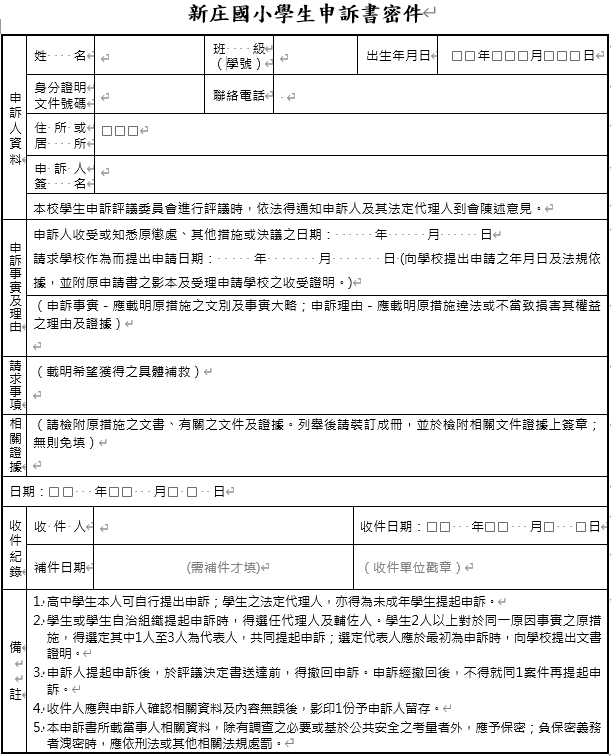 新庄國小學生申訴書密件
申訴人資料
姓 名
班 級
（學號）
出生年月日
□□年□□□月□□□日
身分證明
文件號碼
聯絡電話
住 所 或
居 所
□□□
申 訴 人
簽 名
本校學生申訴評議委員會進行評議時，依法得通知申訴人及其法定代理人到會陳述意見。
申訴事實及理由
申訴人收受或知悉原懲處、其他措施或決議之日期： 年 月 日
請求學校作為而提出申請日期： 年 月 日(向學校提出申請之年月日及法規依
據，並附原申請書之影本及受理申請學校之收受證明。)
（申訴事實－應載明原措施之文別及事實大略；申訴理由－應載明原措施違法或不當致損害其權益
之理由及證據）
請求事項
（載明希望獲得之具體補救）
相關證據
（請檢附原措施之文書、有關之文件及證據。列舉後請裝訂成冊，並於檢附相關文件證據上簽章；
無則免填）
日期：□□ 年□□ 月□ □ 日
收件紀錄
收 件 人
收件日期：□□ 年□□ 月□ □日
補件日期
(需補件才填)
（收件單位戳章）
備註
1. 高中學生本人可自行提出申訴；學生之法定代理人，亦得為未成年學生提起申訴。
2. 學生或學生自治組織提起申訴時，得選任代理人及輔佐人。學生2人以上對於同一原因事實之原措
施，得選定其中1人至3人為代表人，共同提起申訴；選定代表人應於最初為申訴時，向學校提出文書
證明。
3. 申訴人提起申訴後，於評議決定書送達前，得撤回申訴。申訴經撤回後，不得就同1案件再提起申
訴。
4. 收件人應與申訴人確認相關資料及內容無誤後，影印1份予申訴人留存。
5. 本申訴書所載當事人相關資料，除有調查之必要或基於公共安全之考量者外，應予保密；負保密義務
者洩密時，應依刑法或其他相關法規處罰。